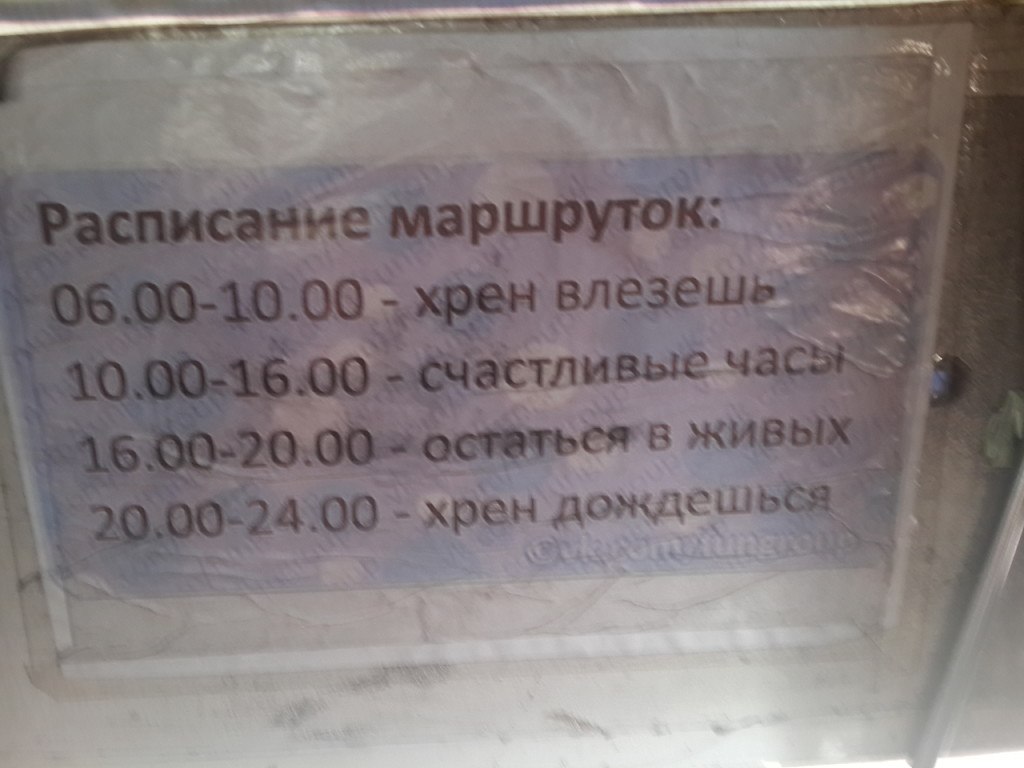 Расписание маршруток:
06.00-10.00 - хрен влезешь
10.00-16.00 - счастливые часы
16.00-20.00 - остаться в живых
20.00-24.00 - хрен дождешься